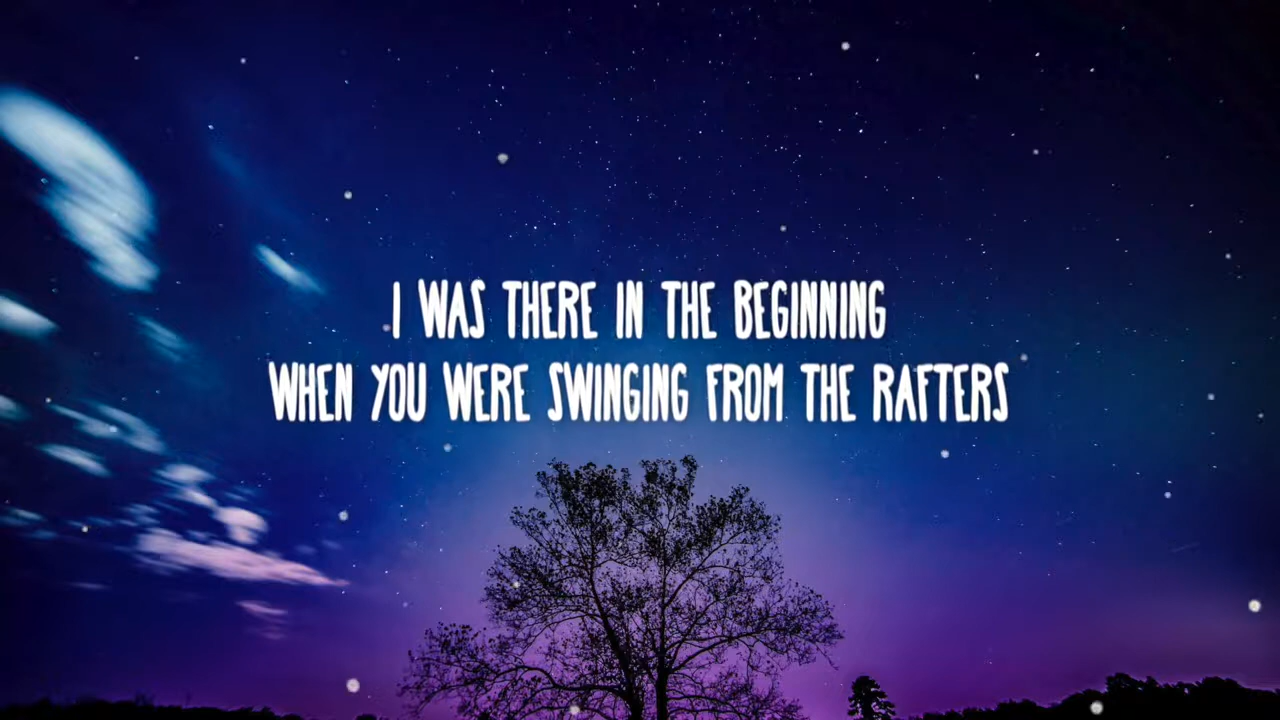 I WAS THERE IN THE BEGINNING
WHEN YOU WERE SWINGING FROM THE RAFTERS